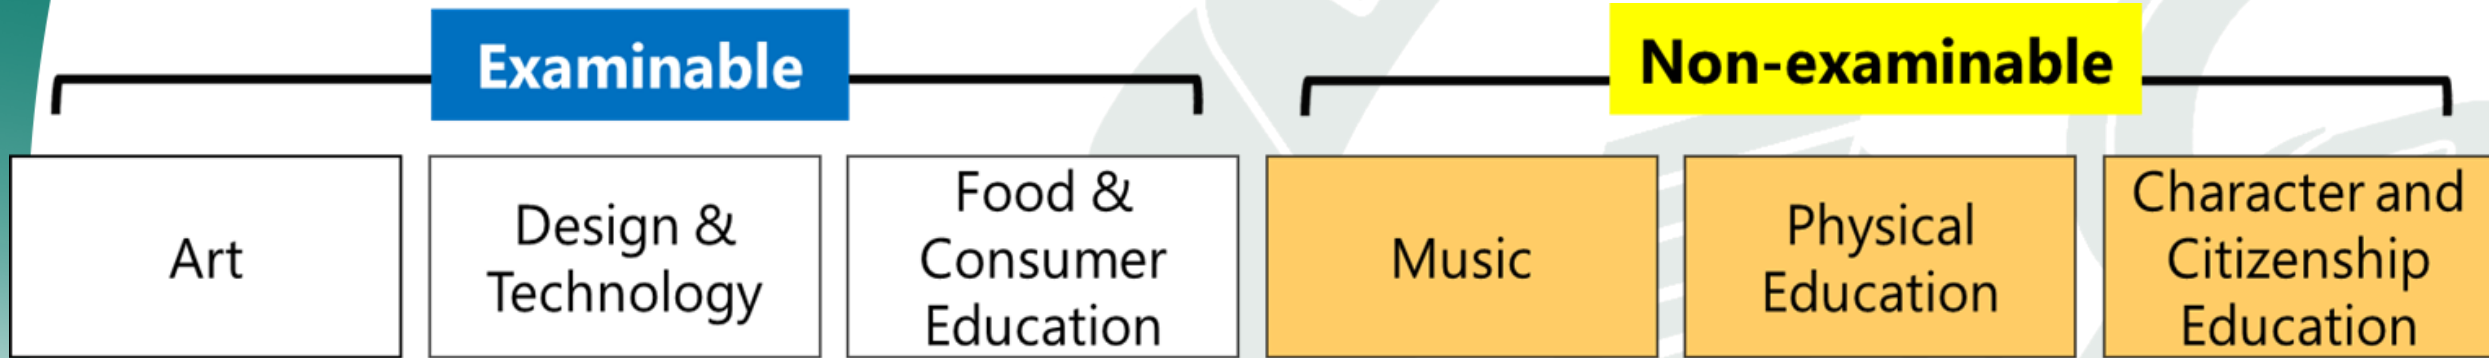 Examinable
Non-examinable
Art
Design &
Technology
Food &
Consumer
Education
Music
Physical
Education
Character and
Citizenship
Education